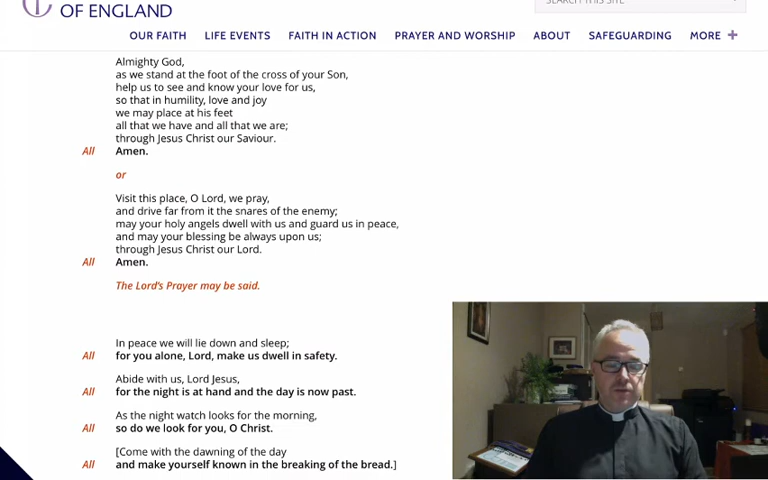 OF ENGLAND
SEARCH THIS SITE
OUR FAITH LIFE EVENTS FAITH IN ACTION PRAYER AND WORSHIP ABOUT SAFEGUARDING MORE +
Almighty God,
as we stand at the foot of the cross of your Son,
help us to see and know your love for us,
so that in humility, love and joy
we may place at his feet
all that we have and all that we are;
through Jesus Christ our Saviour.
All Amen.
or
Visit this place, O Lord, we pray,
and drive far from it the snares of the enemy;
may your holy angels dwell with us and guard us in peace,
and may your blessing be always upon us;
through Jesus Christ our Lord.
All Amen.
The Lord's Prayer may be said.
In peace we will lie down and sleep;
All for you alone, Lord, make us dwell in safety.
Abide with us, Lord Jesus,
All for the night is at hand and the day is now past.
As the night watch looks for the morning,
All so do we look for you, O Christ.
[Come with the dawning of the day
All and make yourself known in the breaking of the bread.]